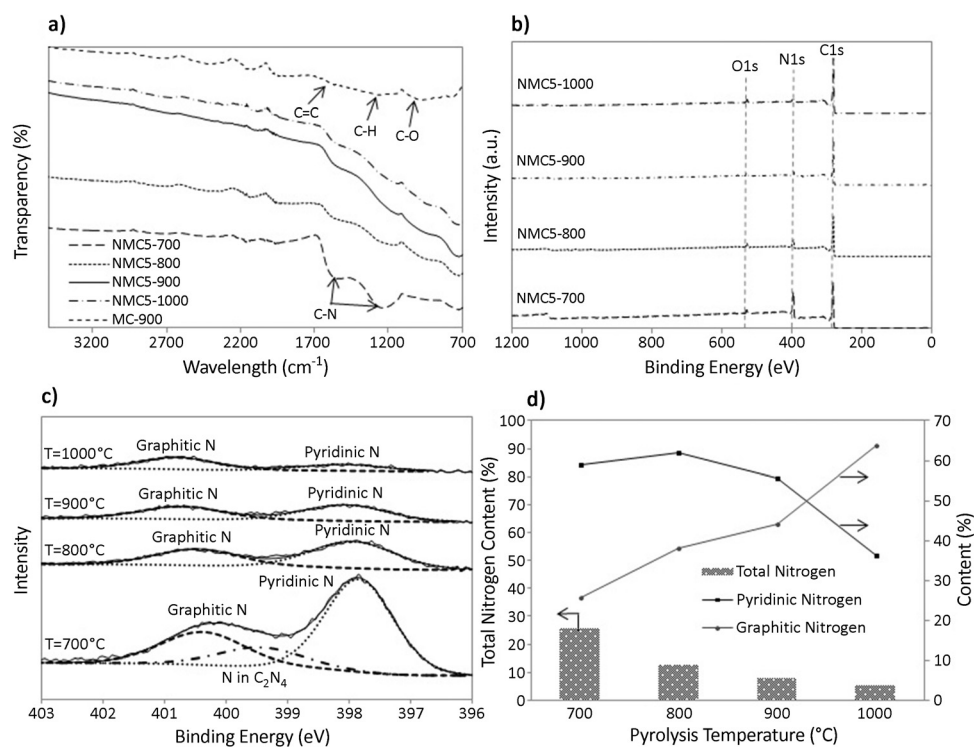 a)
Transparency (%)
C=C
C-H
C-O
C-N
NMC5-700
NMC5-800
NMC5-900
NMC5-1000
MC-900
3200 2700 2200 1700 1200 700
Wavelength (cm⁻¹)
b)
Intensity (a.u.)
O1s N1s C1s
NMC5-1000
NMC5-900
NMC5-800
NMC5-700
1200 1000 800 600 400 200 0
Binding Energy (eV)
c)
Intensity
T=1000°C Graphitic N Pyridinic N
T=900°C Graphitic N Pyridinic N
T=800°C Graphitic N Pyridinic N
T=700°C Graphitic N Pyridinic N
N in C₂N₄
403 402 401 400 399 398 397 396
Binding Energy (eV)
d)
Total Nitrogen Content (%)
100
90
80
70
60
50
40
30
20
10
0
Total Nitrogen
Pyridinic Nitrogen
Graphitic Nitrogen
70
60
50
40
30
20
10
0
Content (%)
700 800 900 1000
Pyrolysis Temperature (°C)